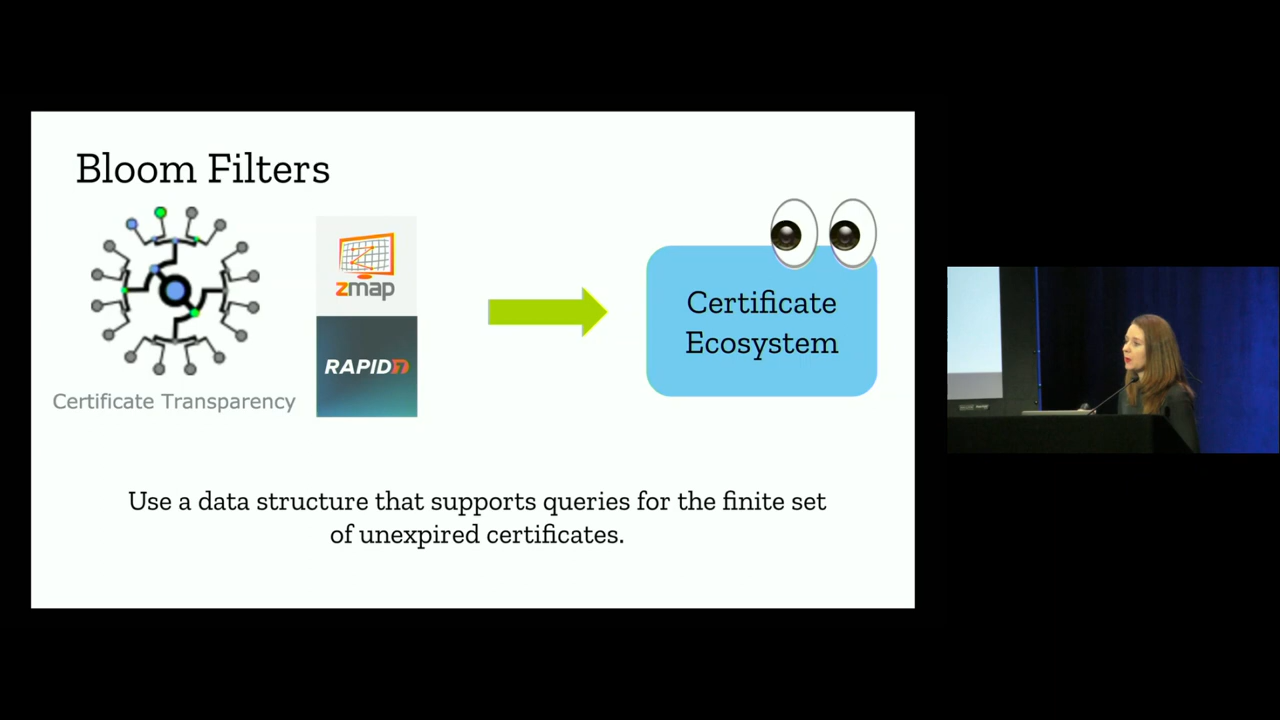 Bloom Filters
zmap
RAPID7
Certificate Transparency
Certificate
Ecosystem
Use a data structure that supports queries for the finite set
of unexpired certificates.